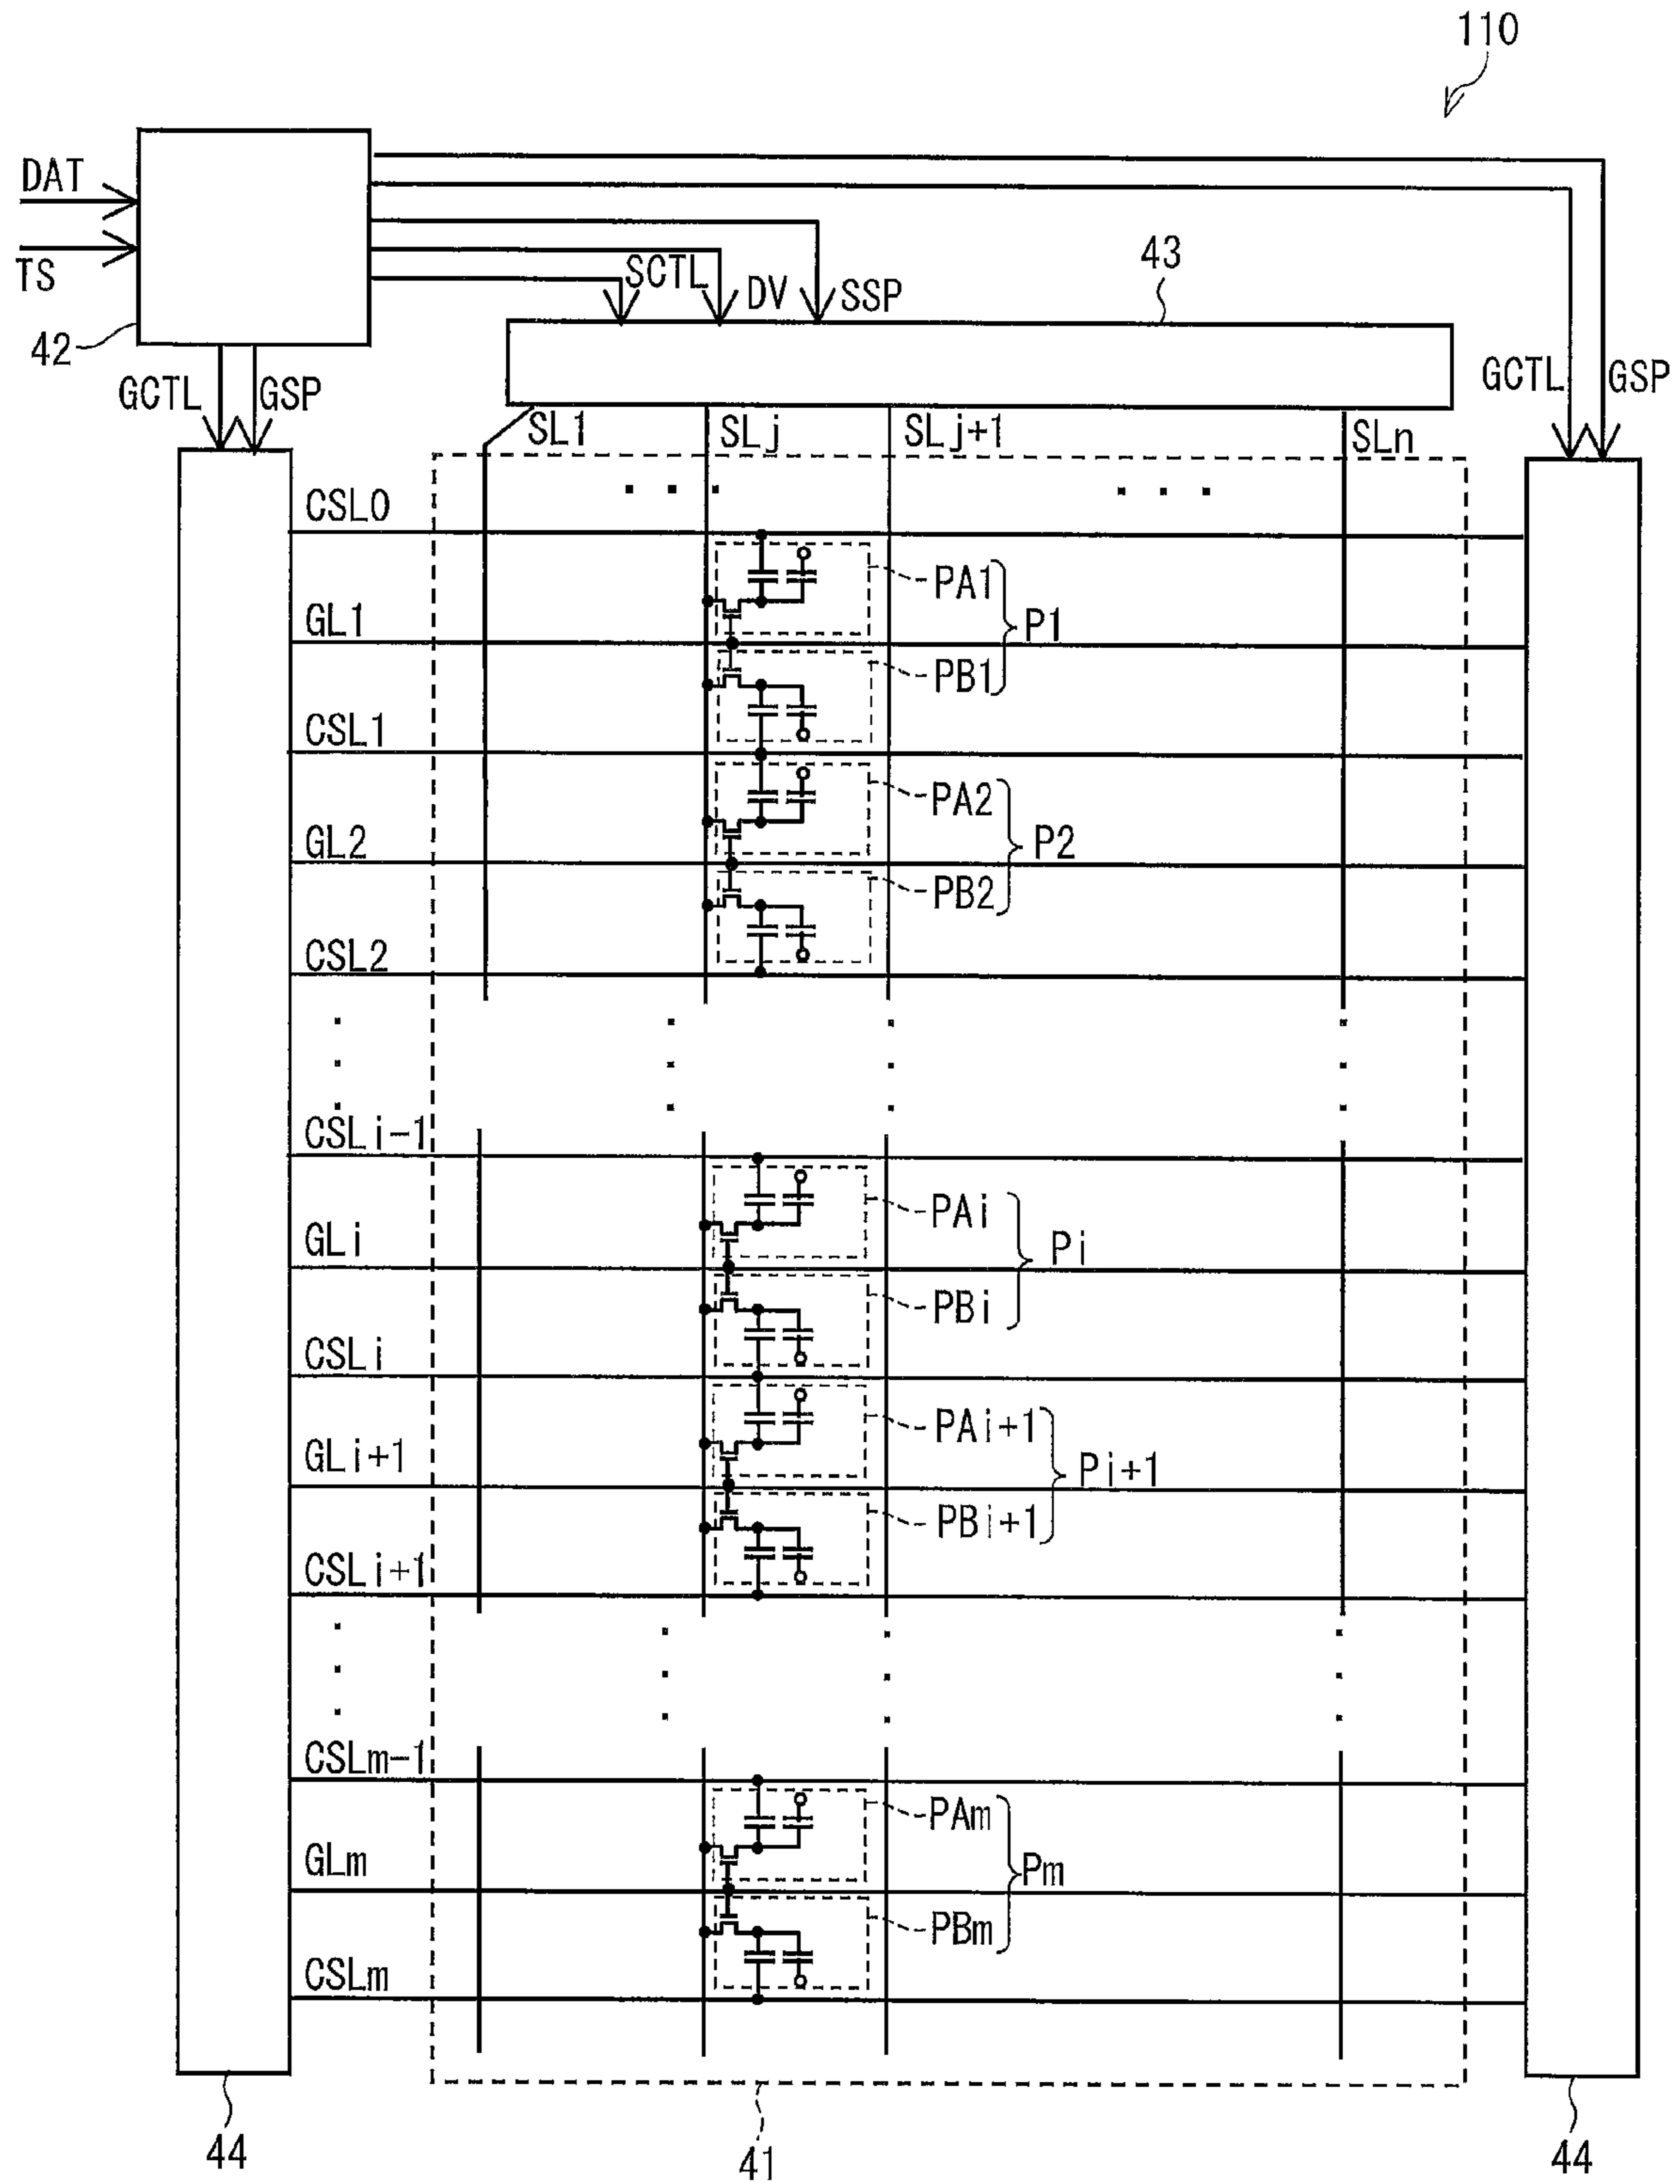 110
DAT
TS
42
SCTL
DV
SSP
43
GCTL
GSP
GCTL
GSP
SL1
SLj
SLj+1
SLn
CSL0
PA1
GL1
P1
PB1
CSL1
PA2
GL2
P2
PB2
CSL2
CSLi-1
PAi
GLi
Pi
PBi
CSLi
PAi+1
GLi+1
Pi+1
PBi+1
CSLi+1
CSLm-1
PAm
GLm
Pm
PBm
CSLm
44
41
44